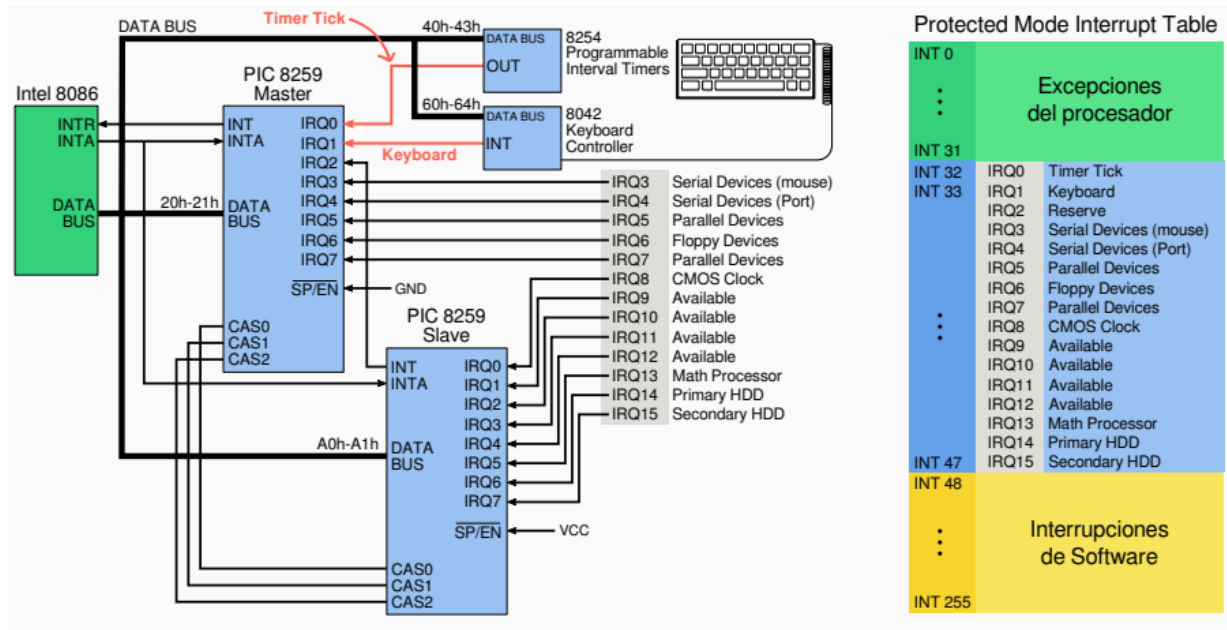 DATA BUS
Timer Tick
40h-43h
DATA BUS
OUT
8254
Programmable
Interval Timers
60h-64h
DATA BUS
INT
8042
Keyboard
Controller
Keyboard
Intel 8086
INTR
INTA
DATA
BUS
20h-21h
PIC 8259
Master
INT
INTA
DATA
BUS
IRQ0
IRQ1
IRQ2
IRQ3
IRQ4
IRQ5
IRQ6
IRQ7
SP/EN
GND
CAS0
CAS1
CAS2
PIC 8259
Slave
INT
INTA
A0h-A1h
DATA
BUS
IRQ0
IRQ1
IRQ2
IRQ3
IRQ4
IRQ5
IRQ6
IRQ7
SP/EN
VCC
CAS0
CAS1
CAS2
IRQ3 Serial Devices (mouse)
IRQ4 Serial Devices (Port)
IRQ5 Parallel Devices
IRQ6 Floppy Devices
IRQ7 Parallel Devices
IRQ8 CMOS Clock
IRQ9 Available
IRQ10 Available
IRQ11 Available
IRQ12 Available
IRQ13 Math Processor
IRQ14 Primary HDD
IRQ15 Secondary HDD
Protected Mode Interrupt Table
INT 0
Excepciones
del procesador
INT 31
INT 32 IRQ0 Timer Tick
INT 33 IRQ1 Keyboard
IRQ2 Reserve
IRQ3 Serial Devices (mouse)
IRQ4 Serial Devices (Port)
IRQ5 Parallel Devices
IRQ6 Floppy Devices
IRQ7 Parallel Devices
IRQ8 CMOS Clock
IRQ9 Available
IRQ10 Available
IRQ11 Available
IRQ12 Available
IRQ13 Math Processor
IRQ14 Primary HDD
INT 47 IRQ15 Secondary HDD
INT 48
Interrupciones
de Software
INT 255